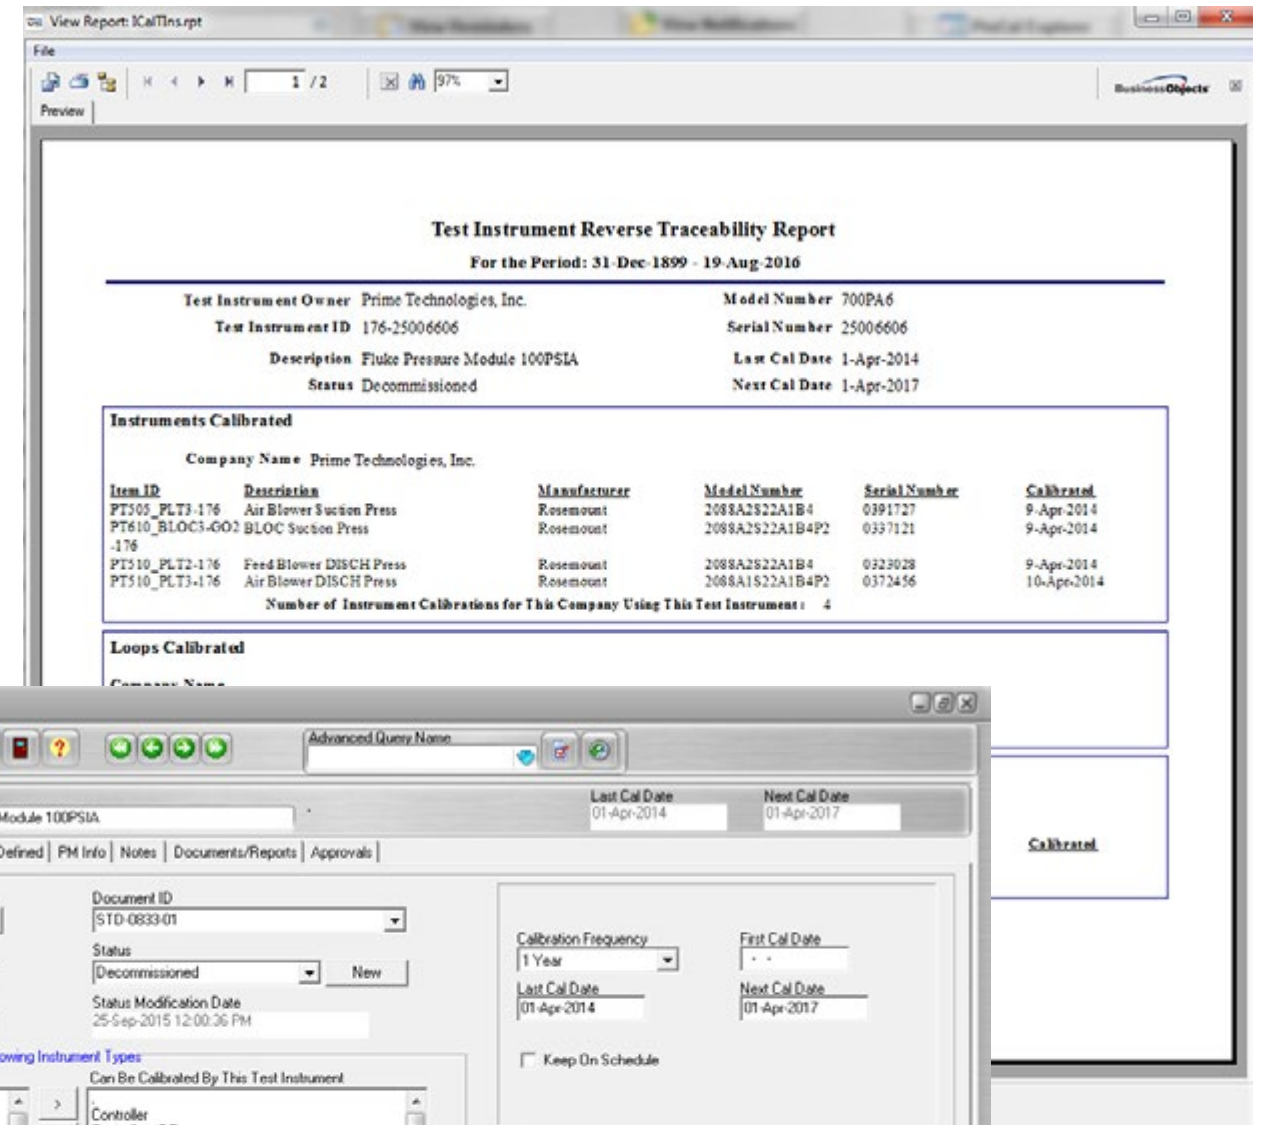 View Report: ICalTIns.rpt
View Reminders View Notifications ProCal Explorer
File
1 /2 97% BusinessObjects
Preview
Test Instrument Reverse Traceability Report
For the Period: 31-Dec-1899 - 19-Aug-2016
Test Instrument Owner Prime Technologies, Inc. Model Number 700PA6
Test Instrument ID 176-25006606 Serial Number 25006606
Description Fluke Pressure Module 100PSIA Last Cal Date 1-Apr-2014
Status Decommissioned Next Cal Date 1-Apr-2017
Instruments Calibrated
Company Name Prime Technologies, Inc.
Item ID Description Manufacturer Model Number Serial Number Calibrated
PT505_PLT3-176 Air Blower Suction Press Rosemount 2088A2S22A1B4 0391727 9-Apr-2014
PT610_BLOC3-GO2 BLOC Suction Press Rosemount 2088A2S22A1B4P2 0337121 9-Apr-2014
-176
PT510_PLT2-176 Feed Blower DISCH Press Rosemount 2088A2S22A1B4 0323028 9-Apr-2014
PT510_PLT3-176 Air Blower DISCH Press Rosemount 2088A1S22A1B4P2 0372456 10-Apr-2014
Number of Instrument Calibrations for This Company Using This Test Instrument: 4
Loops Calibrated
Company Name
Advanced Query Name
Last Cal Date Next Cal Date
Module 100PSIA 01-Apr-2014 01-Apr-2017
Defined PM Info Notes Documents/Reports Approvals
Calibrated
Document ID
STD-0833-01
Calibration Frequency First Cal Date
Status
1 Year - -
Decommissioned New
Last Cal Date Next Cal Date
Status Modification Date
01-Apr-2014 01-Apr-2017
25-Sep-2015 12:00:36 PM
owing Instrument Types
Keep On Schedule
Can Be Calibrated By This Test Instrument
>
Controller